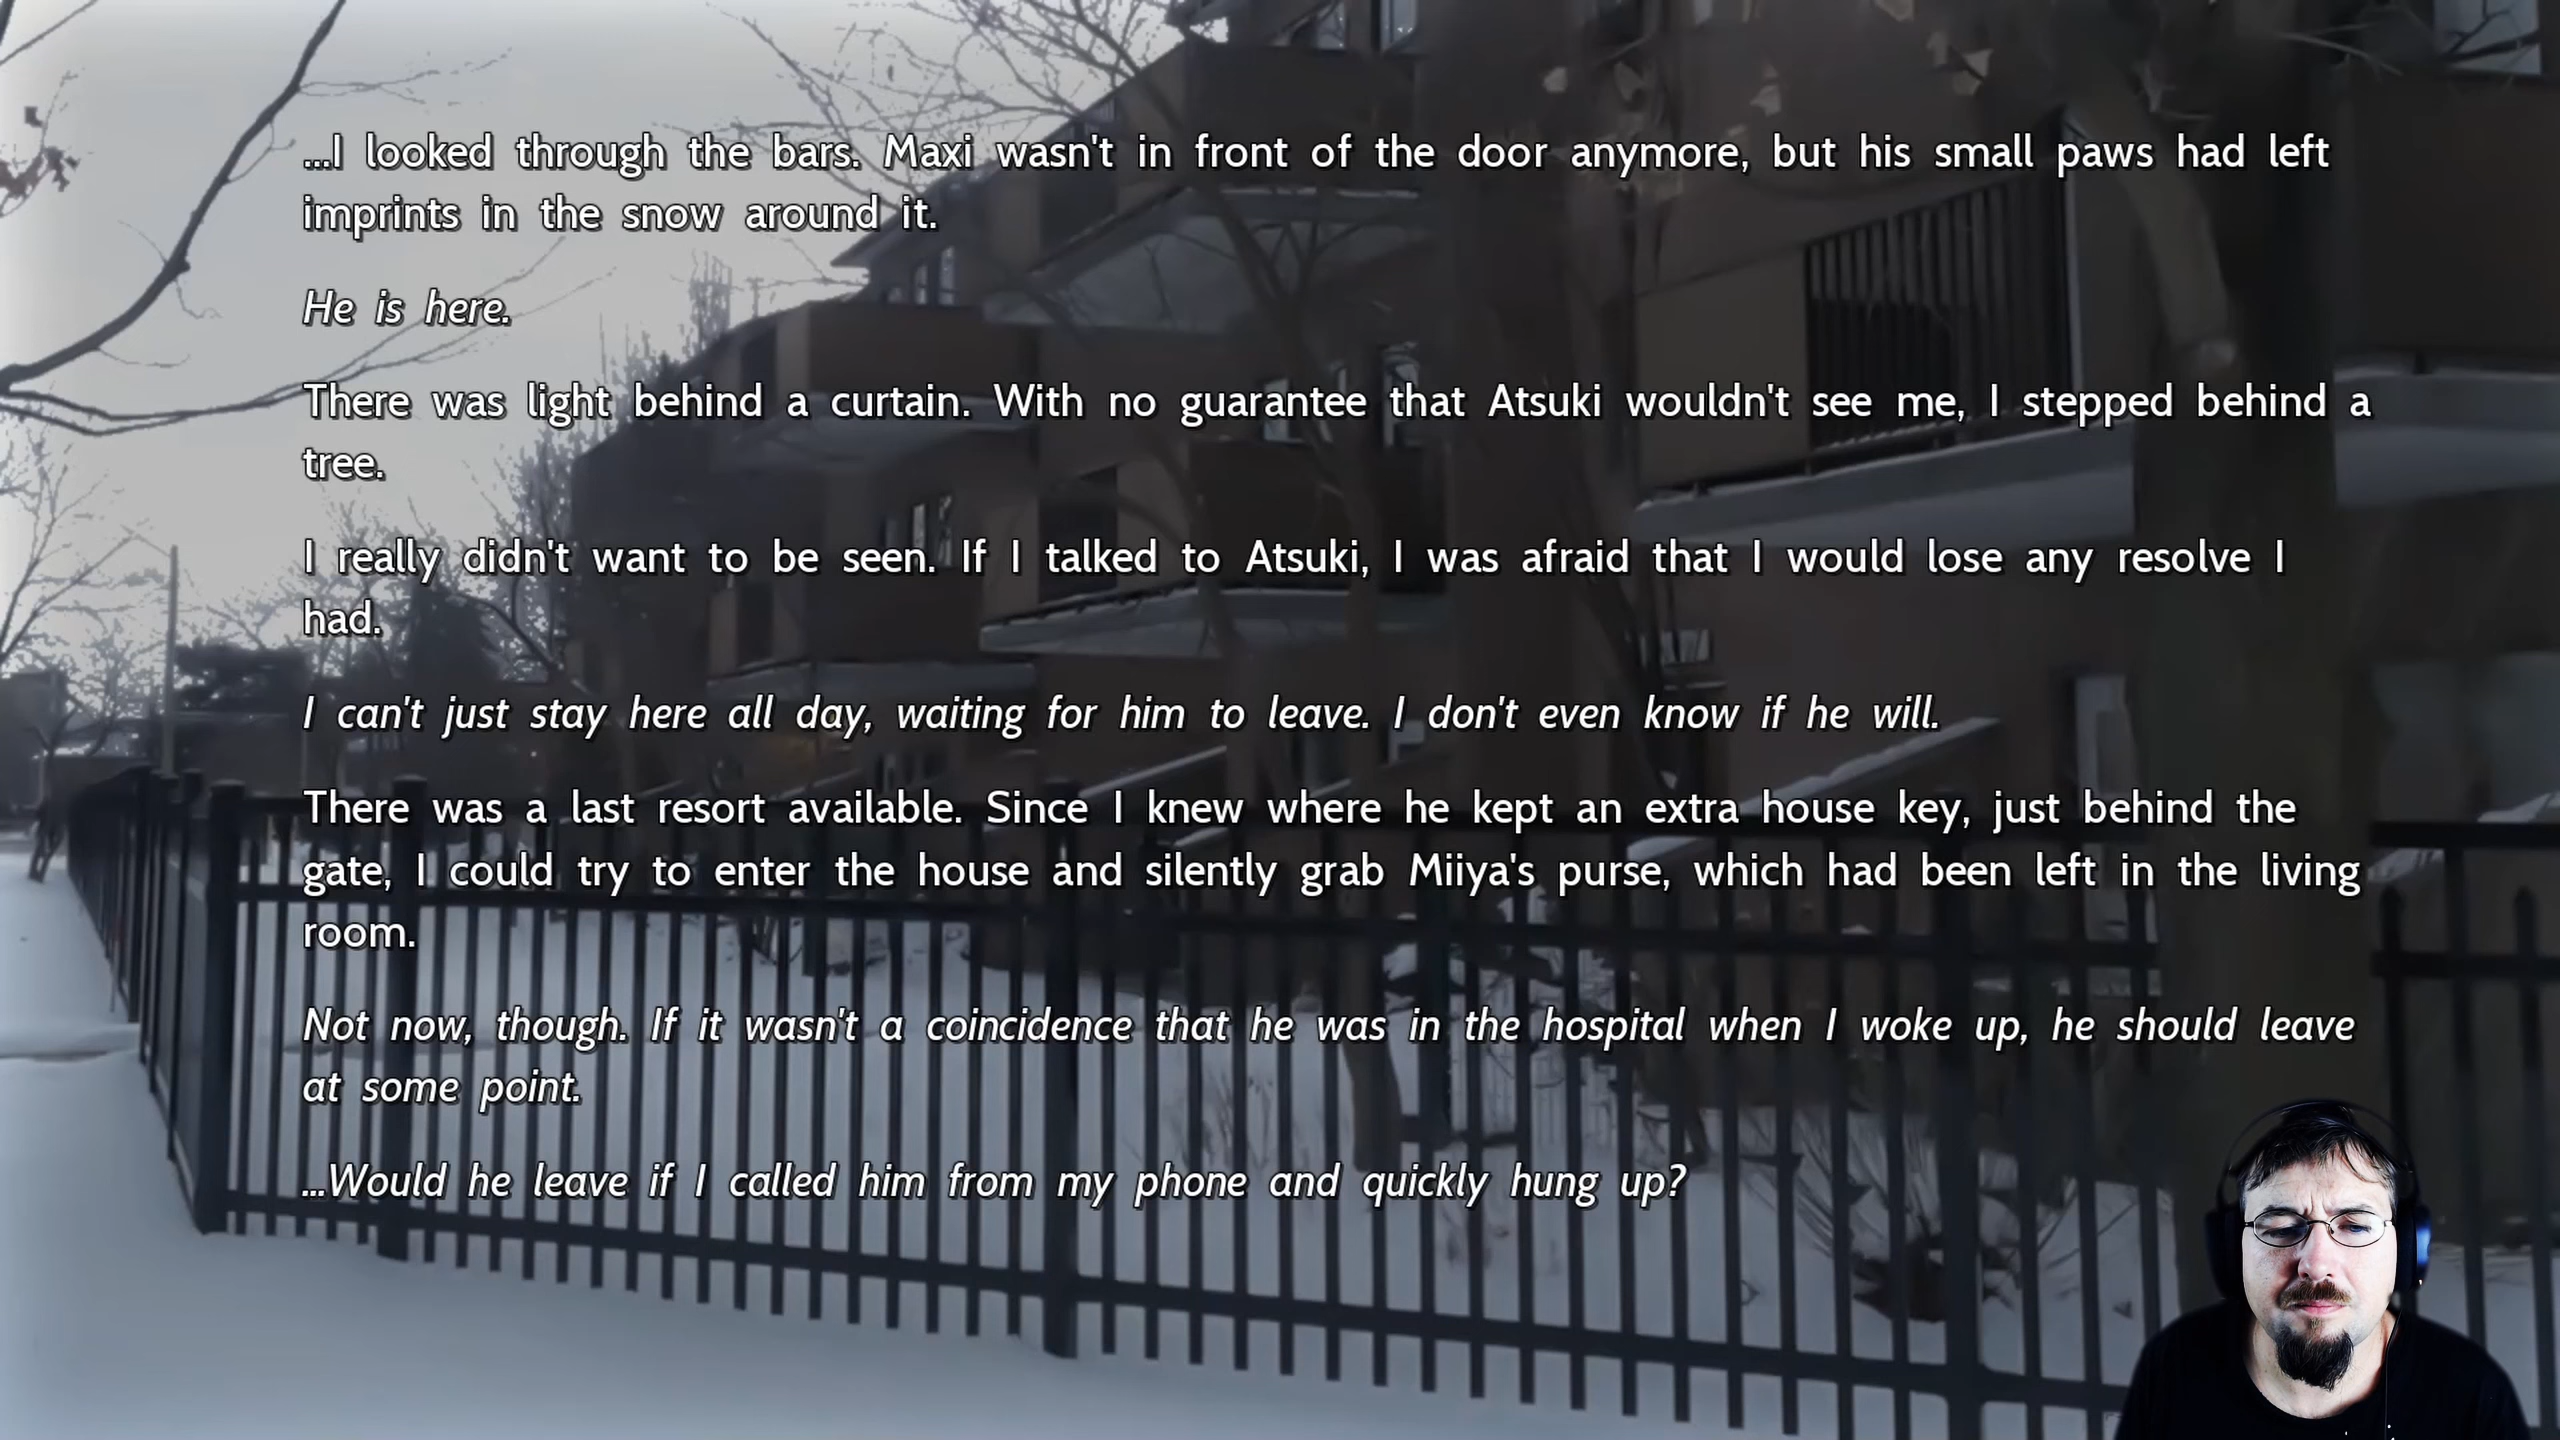 ...I looked through the bars. Maxi wasn't in front of the door anymore, but his small paws had left
imprints in the snow around it.
He is here.
There was light behind a curtain. With no guarantee that Atsuki wouldn't see me, I stepped behind a
tree.
I really didn't want to be seen. If I talked to Atsuki, I was afraid that I would lose any resolve I
had.
I can't just stay here all day, waiting for him to leave. I don't even know if he will.
There was a last resort available. Since I knew where he kept an extra house key, just behind the
gate, I could try to enter the house and silently grab Miiya's purse, which had been left in the living
room.
Not now, though. If it wasn't a coincidence that he was in the hospital when I woke up, he should leave
at some point.
...Would he leave if I called him from my phone and quickly hung up?